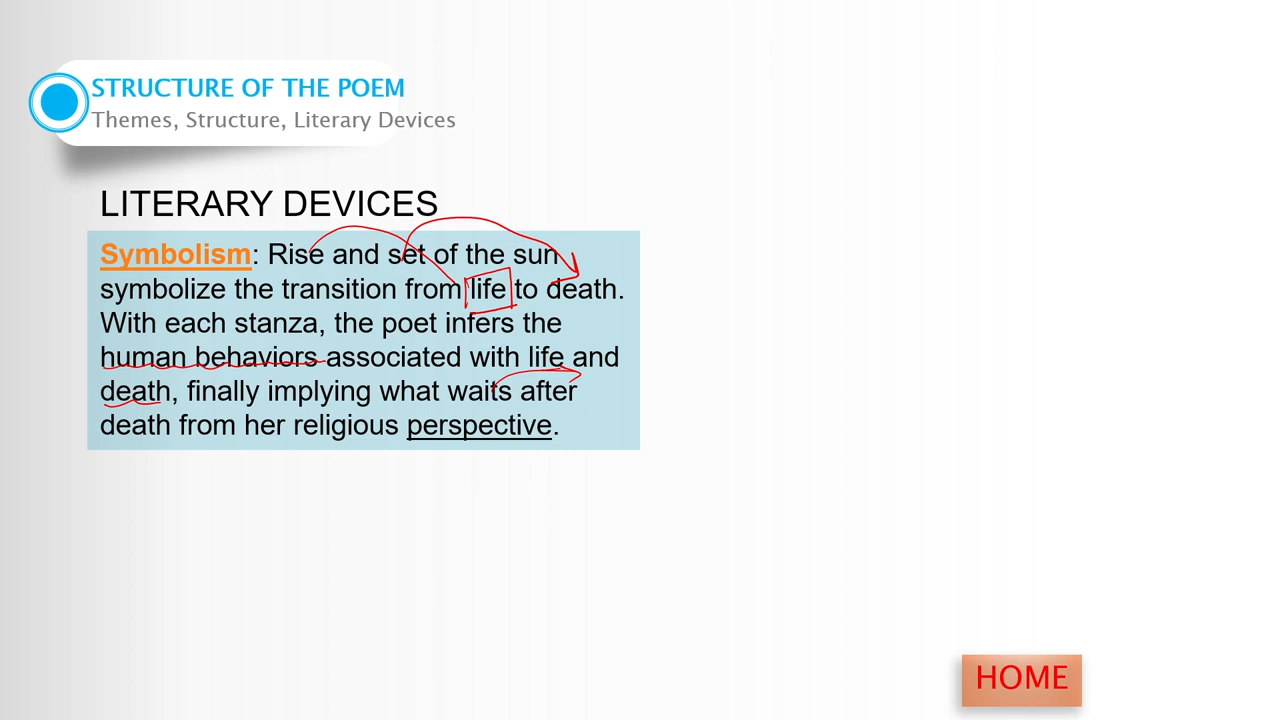 STRUCTURE OF THE POEM
Themes, Structure, Literary Devices
LITERARY DEVICES
Symbolism: Rise and set of the sun
symbolize the transition from life to death.
With each stanza, the poet infers the
human behaviors associated with life and
death, finally implying what waits after
death from her religious perspective.
HOME